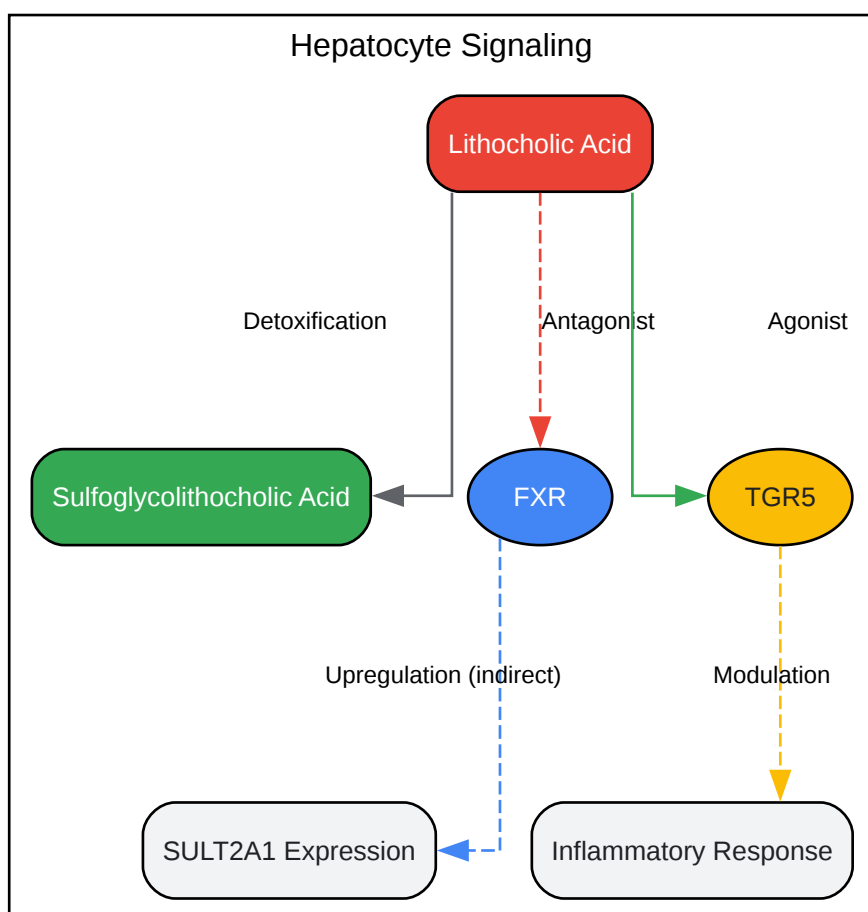 Hepatocyte Signaling
Lithocholic Acid
Detoxification
Antagonist
Agonist
Sulfoglycolithocholic Acid
FXR
TGR5
Upregulation (indirect)
Modulation
SULT2A1 Expression
Inflammatory Response